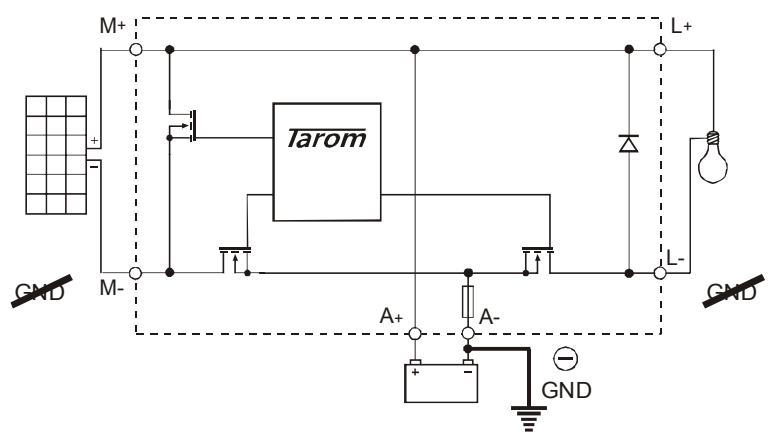 M+
L+
+
−
Tarom
GND
M-
L-
GND
A+
A-
+
−
−
GND